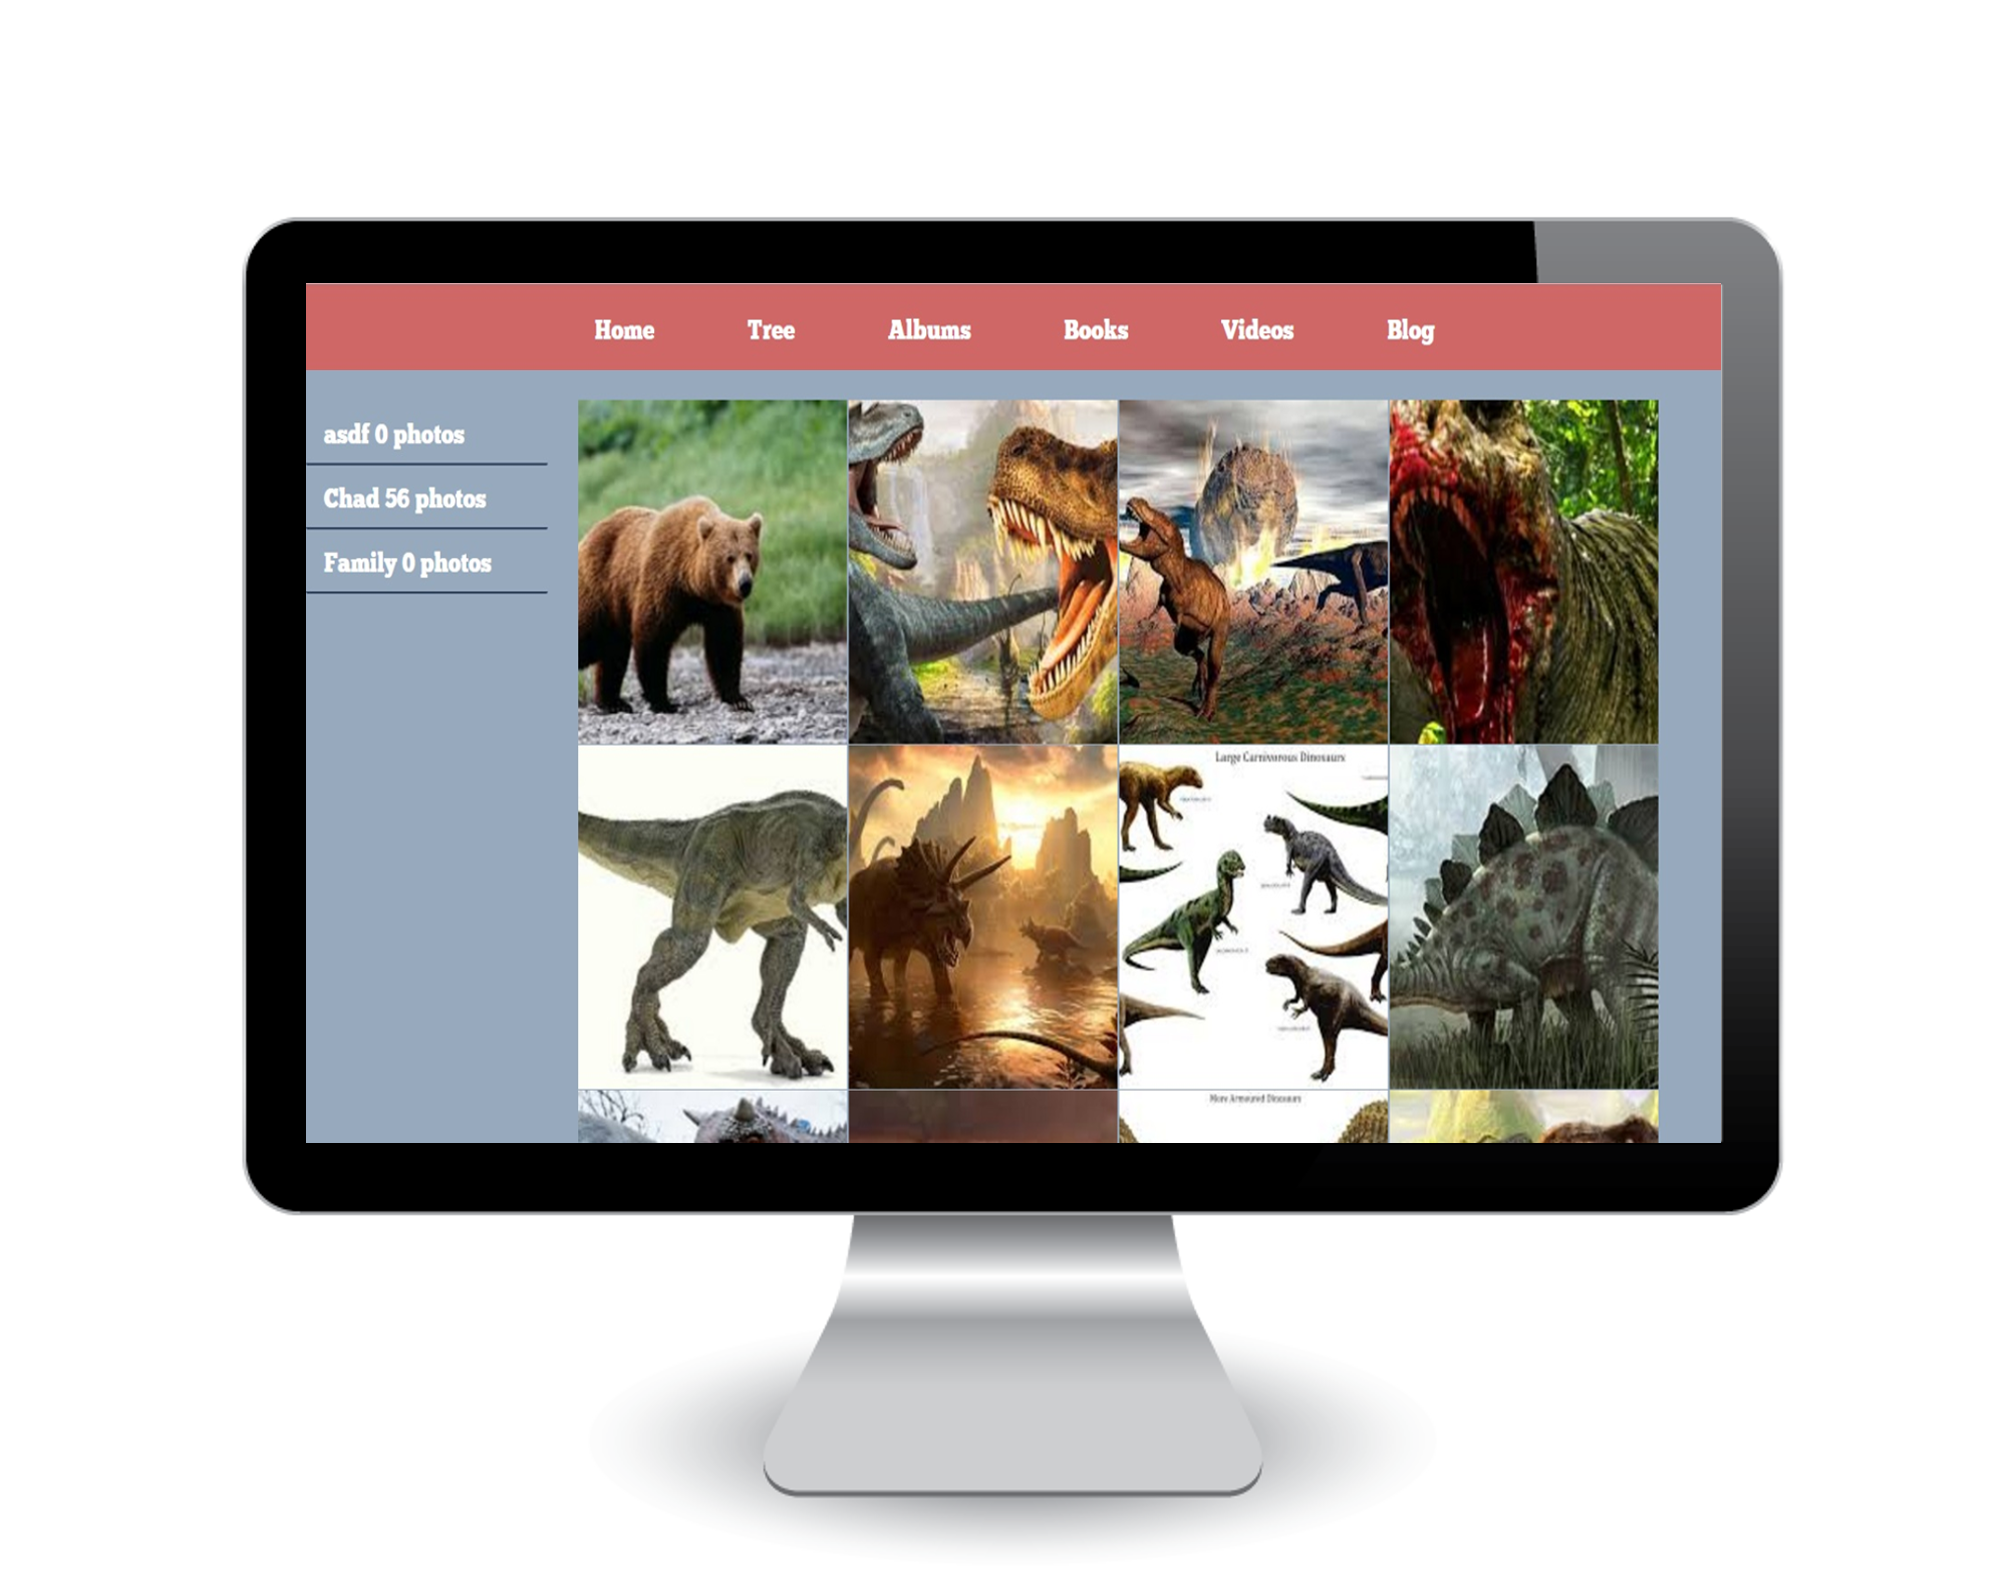 Home Tree Albums Books Videos Blog
asdf 0 photos
Chad 56 photos
Family 0 photos
Large Carnivorous Dinosaurs
More Armoured Dinosaurs